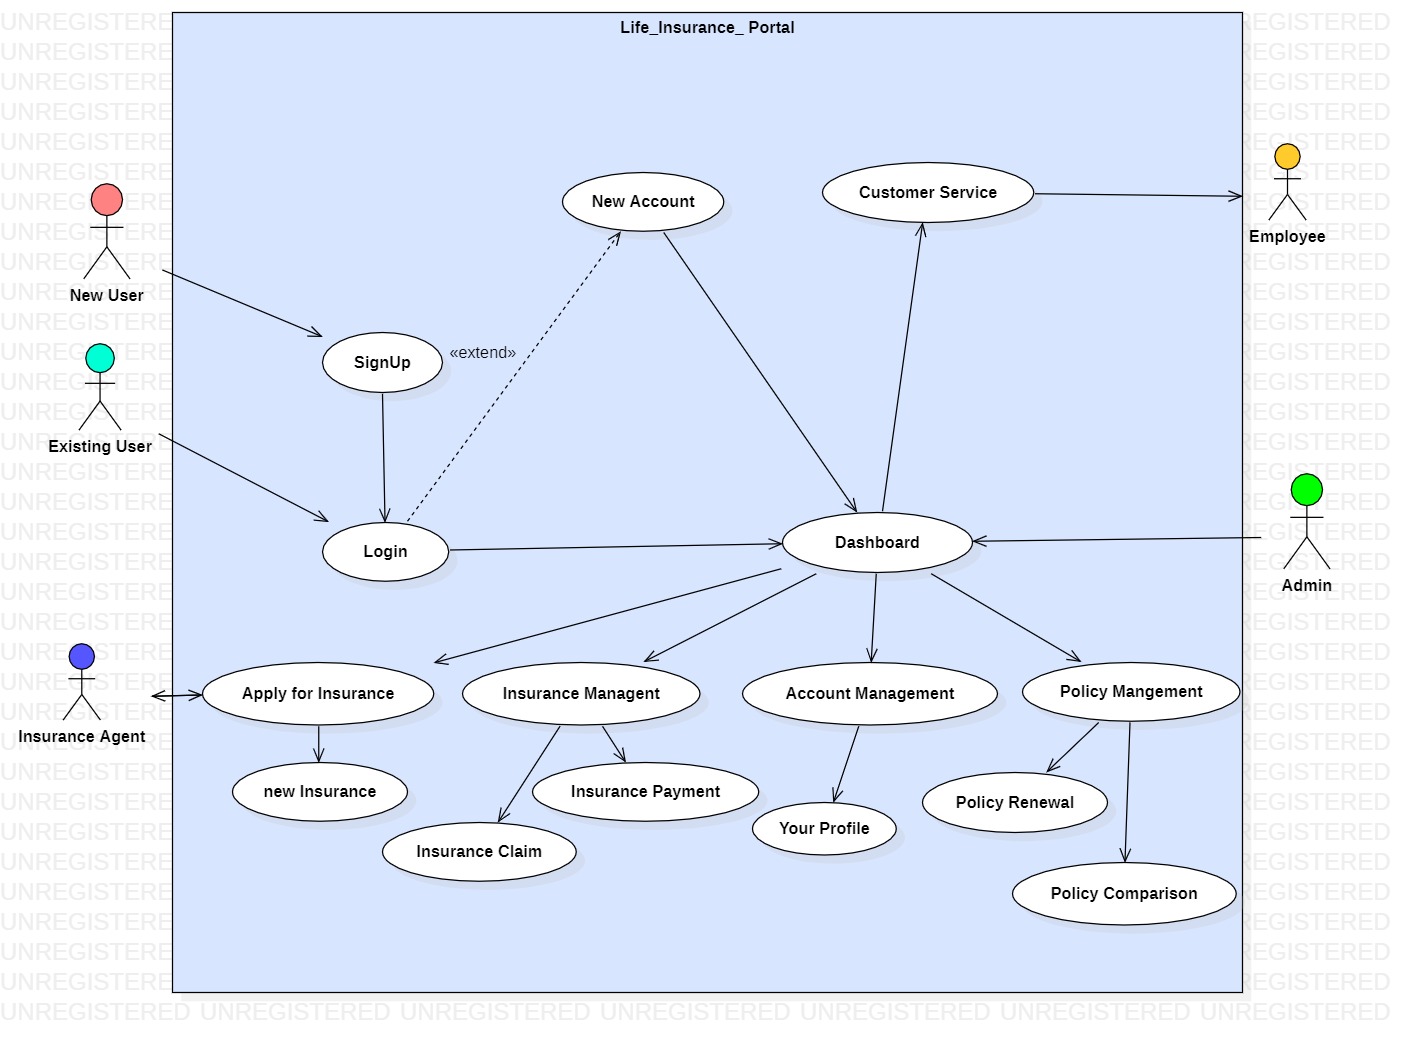 Life_Insurance_ Portal
New Account
Customer Service
Employee
New User
SignUp
«extend»
Existing User
Login
Dashboard
Admin
Apply for Insurance
Insurance Managent
Account Management
Policy Mangement
Insurance Agent
new Insurance
Insurance Payment
Policy Renewal
Your Profile
Insurance Claim
Policy Comparison
UNREGISTERED UNREGISTERED UNREGISTERED UNREGISTERED UNREGISTERED UNREGISTERED UNREGISTERED